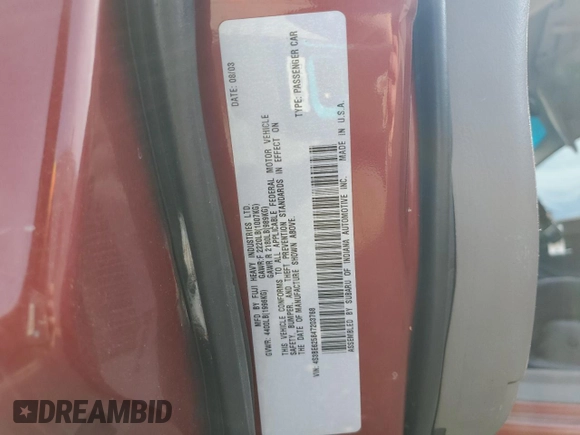 MFD BY FUJI HEAVY INDUSTRIES LTD. DATE: 08/03
GVWR: 4400LB(1996KG) GAWR:F 2220LB(1007KG)
GAWR:R 2180LB(989KG)
THIS VEHICLE CONFORMS TO ALL APPLICABLE FEDERAL MOTOR VEHICLE
SAFETY, BUMPER, AND THEFT PREVENTION STANDARDS IN EFFECT ON
THE DATE OF MANUFACTURE SHOWN ABOVE.
VIN: TYPE: PASSENGER CAR
ASSEMBLED BY SUBARU OF INDIANA AUTOMOTIVE INC. MADE IN U.S.A.
DREAMBID